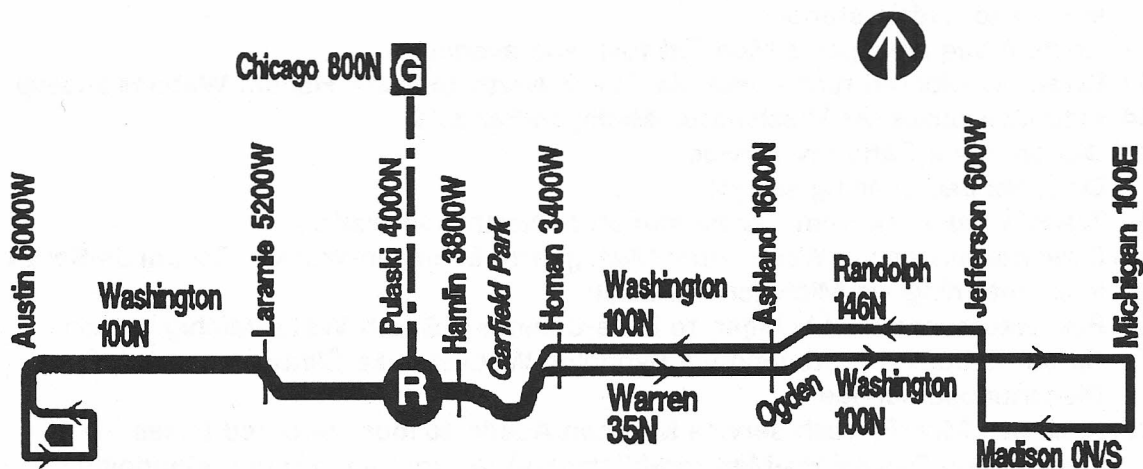 Chicago 800N G
Austin 6000W
Laramie 5200W
Pulaski 4000N
Hamlin 3800W
Garfield Park
Homan 3400W
Ashland 1600N
Jefferson 600W
Michigan 100E
Washington
100N
Washington
100N
Randolph
146N
R
Warren
35N
Ogden
Washington
100N
Madison 0N/S